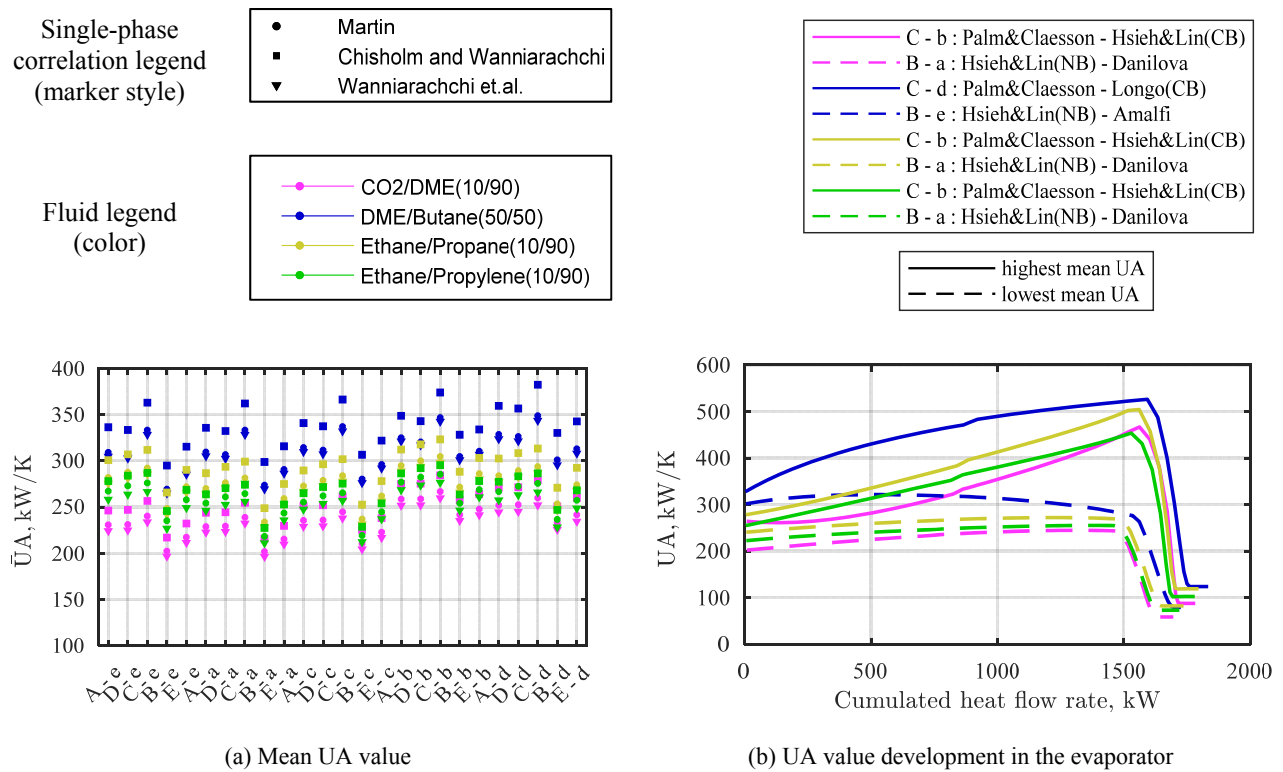 Single-phase
correlation legend
(marker style)
Martin
Chisholm and Wanniarachchi
Wanniarachchi et.al.
Fluid legend
(color)
CO2/DME(10/90)
DME/Butane(50/50)
Ethane/Propane(10/90)
Ethane/Propylene(10/90)
C - b : Palm&Claesson - Hsieh&Lin(CB)
B - a : Hsieh&Lin(NB) - Danilova
C - d : Palm&Claesson - Longo(CB)
B - e : Hsieh&Lin(NB) - Amalfi
C - b : Palm&Claesson - Hsieh&Lin(CB)
B - a : Hsieh&Lin(NB) - Danilova
C - b : Palm&Claesson - Hsieh&Lin(CB)
B - a : Hsieh&Lin(NB) - Danilova
highest mean UA
lowest mean UA
400
350
300
250
200
150
100
ŪA, kW/K
A - e
D - e
C - e
B - e
E - e
A - a
D - a
C - a
B - a
E - a
A - c
D - c
C - c
B - c
E - c
A - b
D - b
C - b
B - b
E - b
A - d
D - d
C - d
B - d
E - d
(a) Mean UA value
600
500
400
300
200
100
0
UA, kW/K
0
500
1000
1500
2000
Cumulated heat flow rate, kW
(b) UA value development in the evaporator